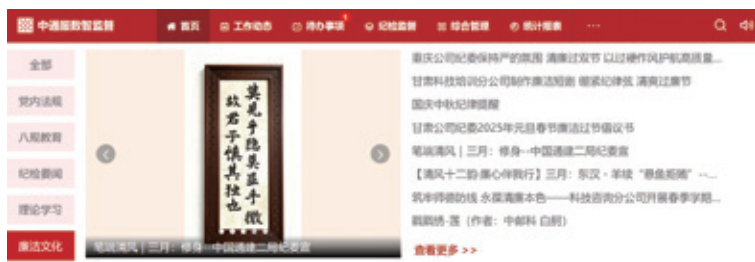 中通服数智监督 首页 工作动态 待办事项 纪检监督 综合管理 统计报表 ...
全部
党内法规
八规教育
纪检要闻
理论学习
廉洁文化
莫见乎隐莫显乎微
故君子慎其独也
笔端清风 | 三月：修身--中国通建二局纪委宣
重庆公司纪委保持严的氛围 清廉过双节 以过硬作风护航高质量...
甘肃科技培训分公司制作廉洁短剧 绷紧纪律弦 清爽过廉节
国庆中秋纪律提醒
甘肃公司纪委2025年元旦春节廉洁过节倡议书
笔端清风 | 三月：修身--中国通建二局纪委宣
【清风十二韵·廉心伴我行】三月：东汉·羊续“悬鱼拒贿”--...
筑牢师德防线 永葆清廉本色——科技咨询分公司开展春季学期...
戳戳绣-莲（作者：中邮科 白舸）
查看更多 >>